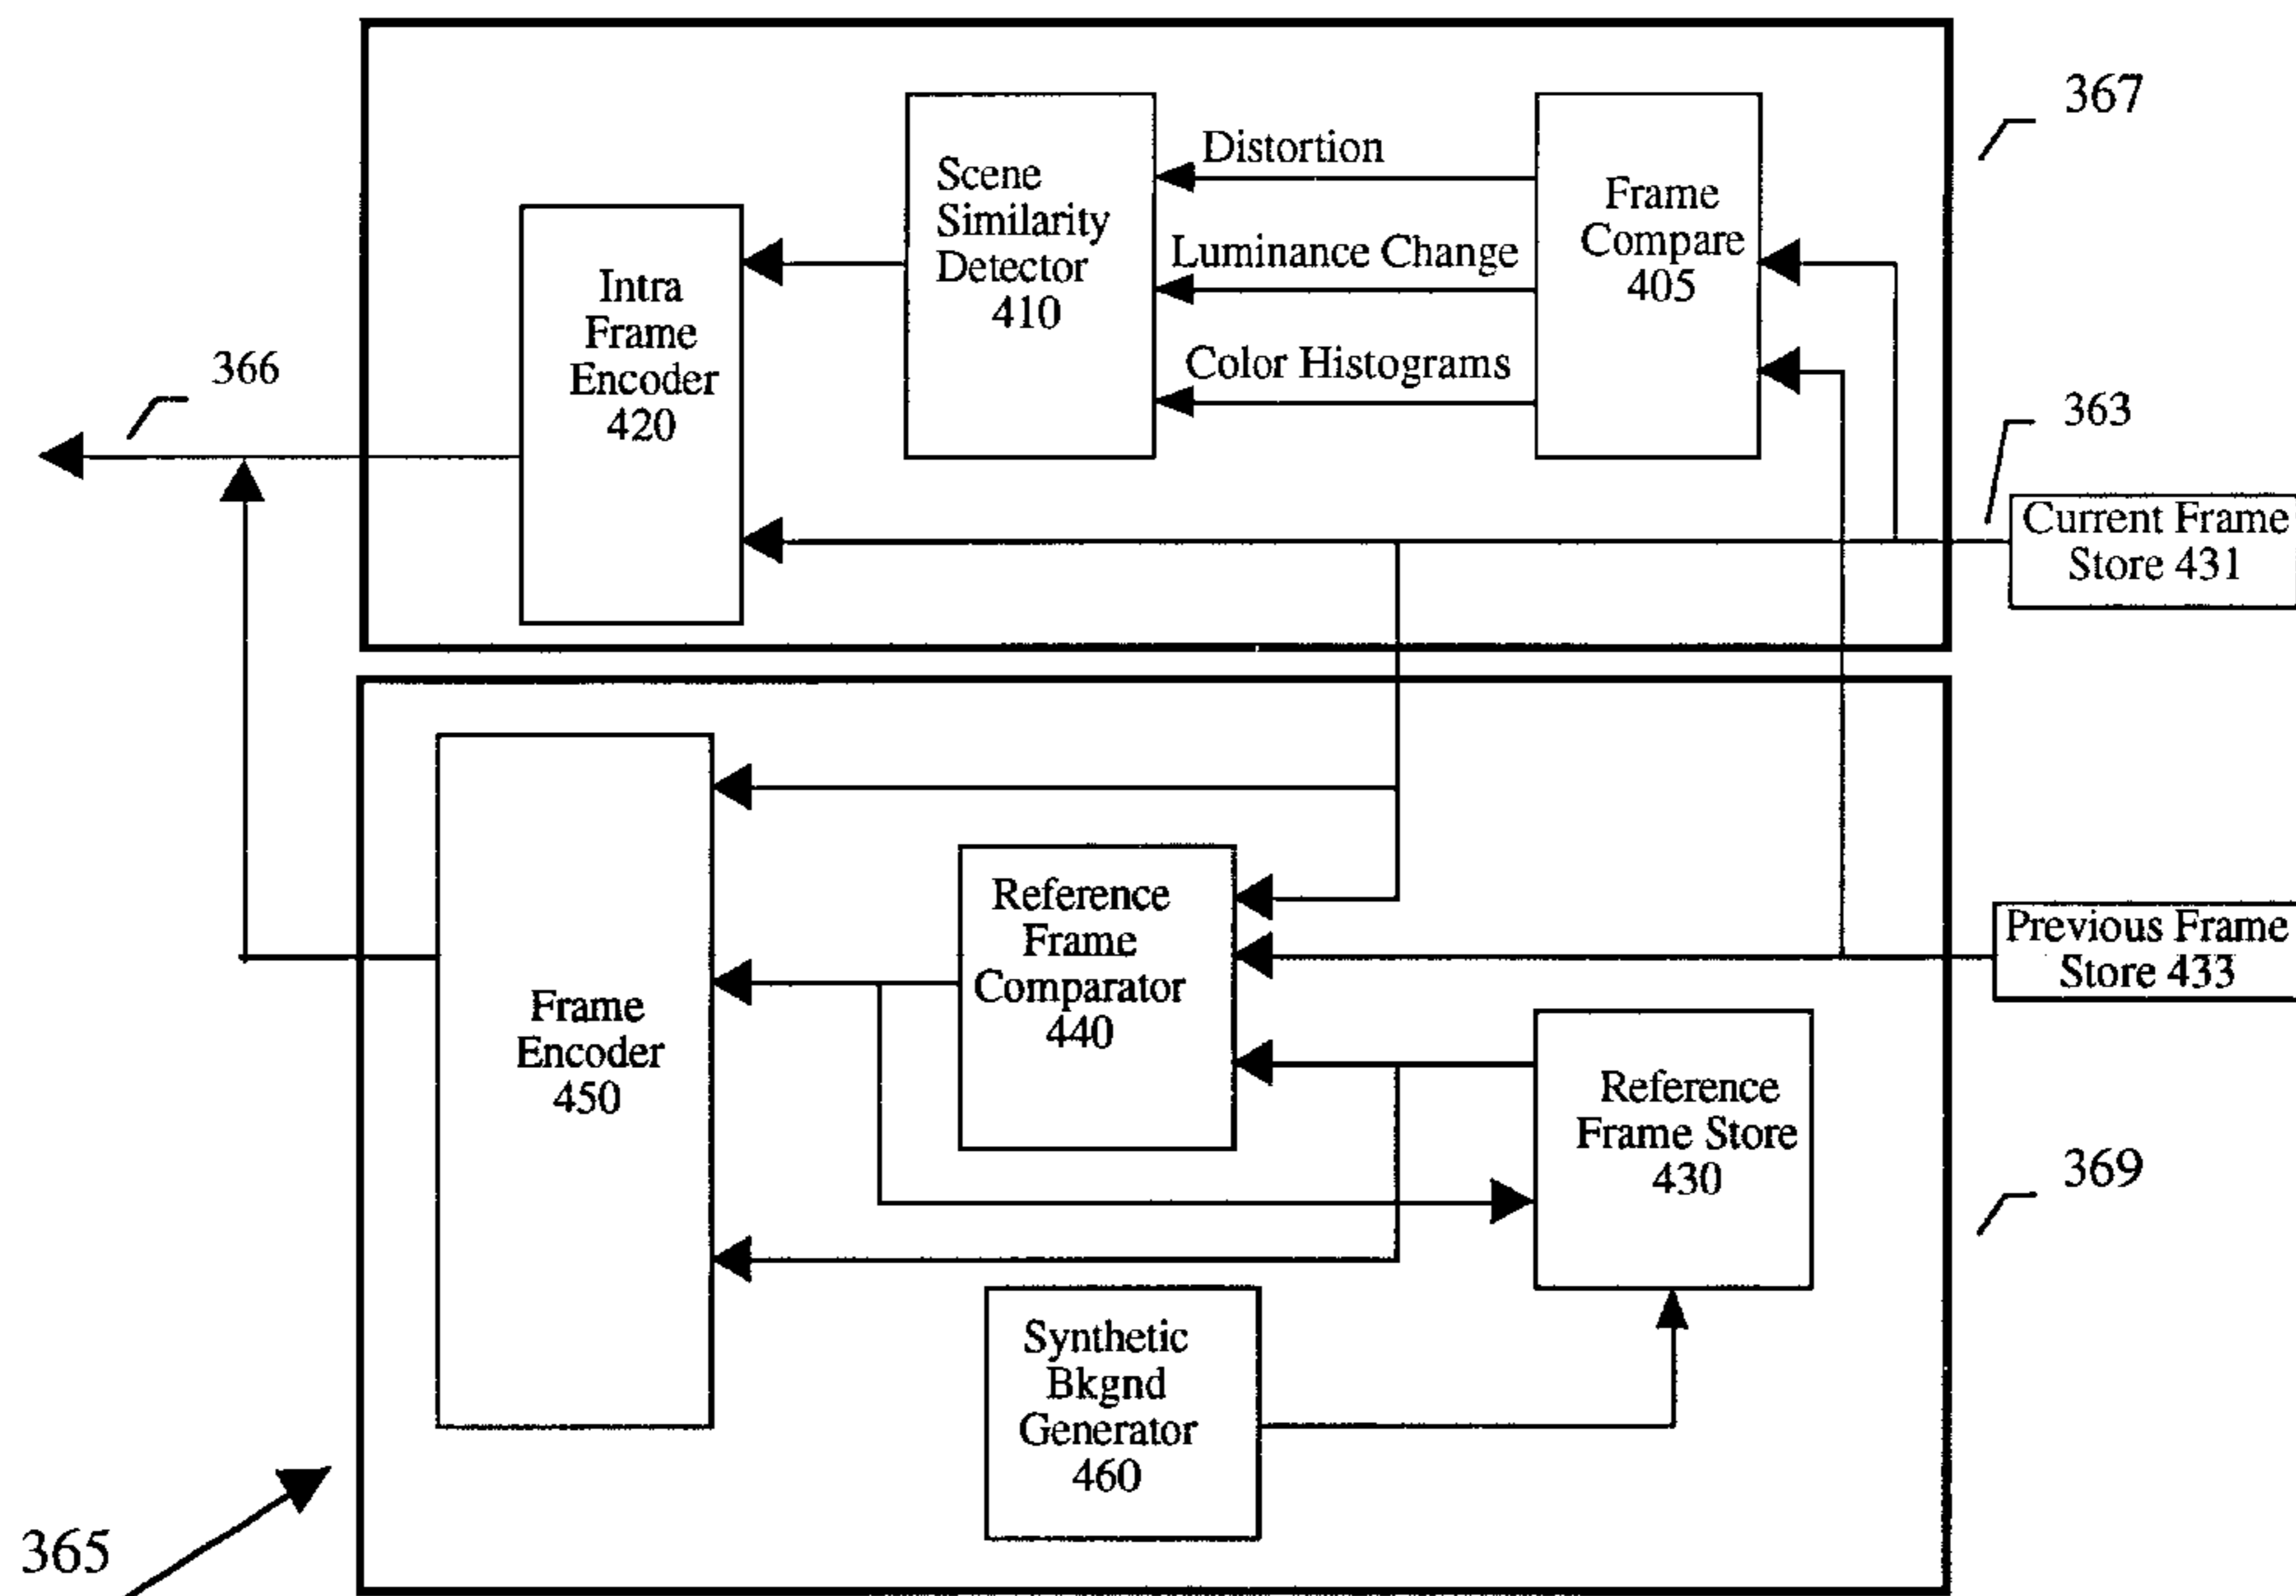 367
Distortion
Scene
Similarity
Detector
410
Frame
Compare
405
Luminance Change
Intra
Frame
Encoder
420
Color Histograms
366
363
Current Frame
Store 431
Reference
Frame
Comparator
440
Previous Frame
Store 433
Frame
Encoder
450
Reference
Frame Store
430
369
Synthetic
Bkgnd
Generator
460
365